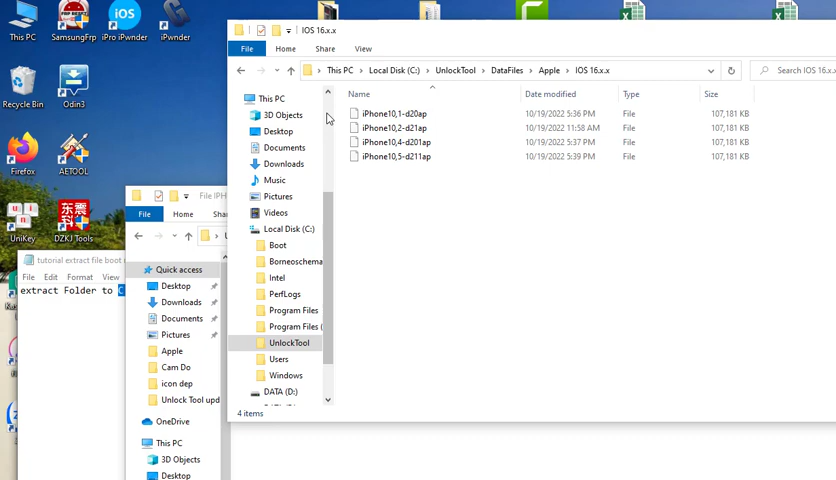 This PC
SamsungFrp
iPro iPwnder
iPwnder
Recycle Bin
Odin3
Firefox
AETOOL
UniKey
DZKJ Tools
东震
科技
iOS
IOS 16.x.x
File
Home
Share
View
This PC
Local Disk (C:)
UnlockTool
DataFiles
Apple
IOS 16.x.x
Search IOS 16.x.x
Name
Date modified
Type
Size
iPhone10,1-d20ap
10/19/2022 5:36 PM
File
107,181 KB
iPhone10,2-d21ap
10/19/2022 11:58 AM
File
107,181 KB
iPhone10,4-d201ap
10/19/2022 5:37 PM
File
107,181 KB
iPhone10,5-d211ap
10/19/2022 5:39 PM
File
107,181 KB
This PC
3D Objects
Desktop
Documents
Downloads
Music
Pictures
Videos
Local Disk (C:)
Boot
Borneoschema
Intel
PerfLogs
Program Files
Program Files (
UnlockTool
Users
Windows
DATA (D:)
4 items
File IPH
File
Home
Sha
Quick access
Desktop
Downloads
Documents
Pictures
Apple
Cam Do
icon dep
Unlock Tool upd
OneDrive
This PC
3D Objects
Desktop
tutorial extract file boot
File
Edit
Format
View
extract Folder to C